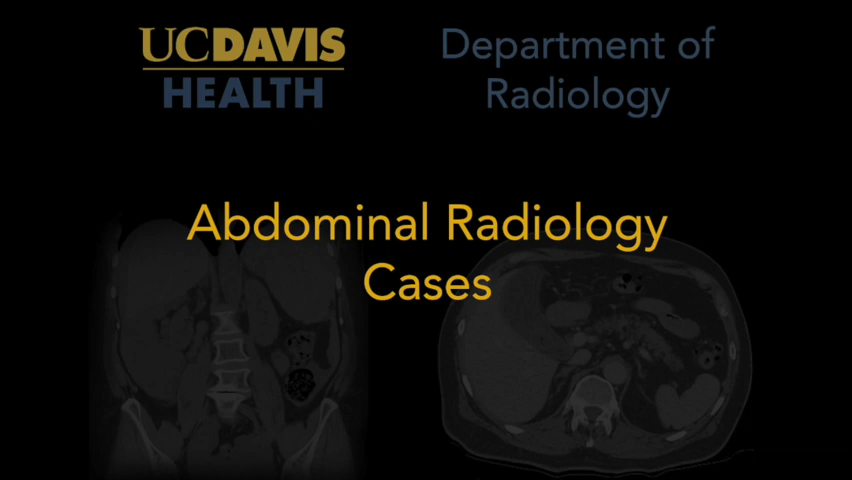 UCDAVIS
HEALTH
Department of
Radiology
Abdominal Radiology
Cases